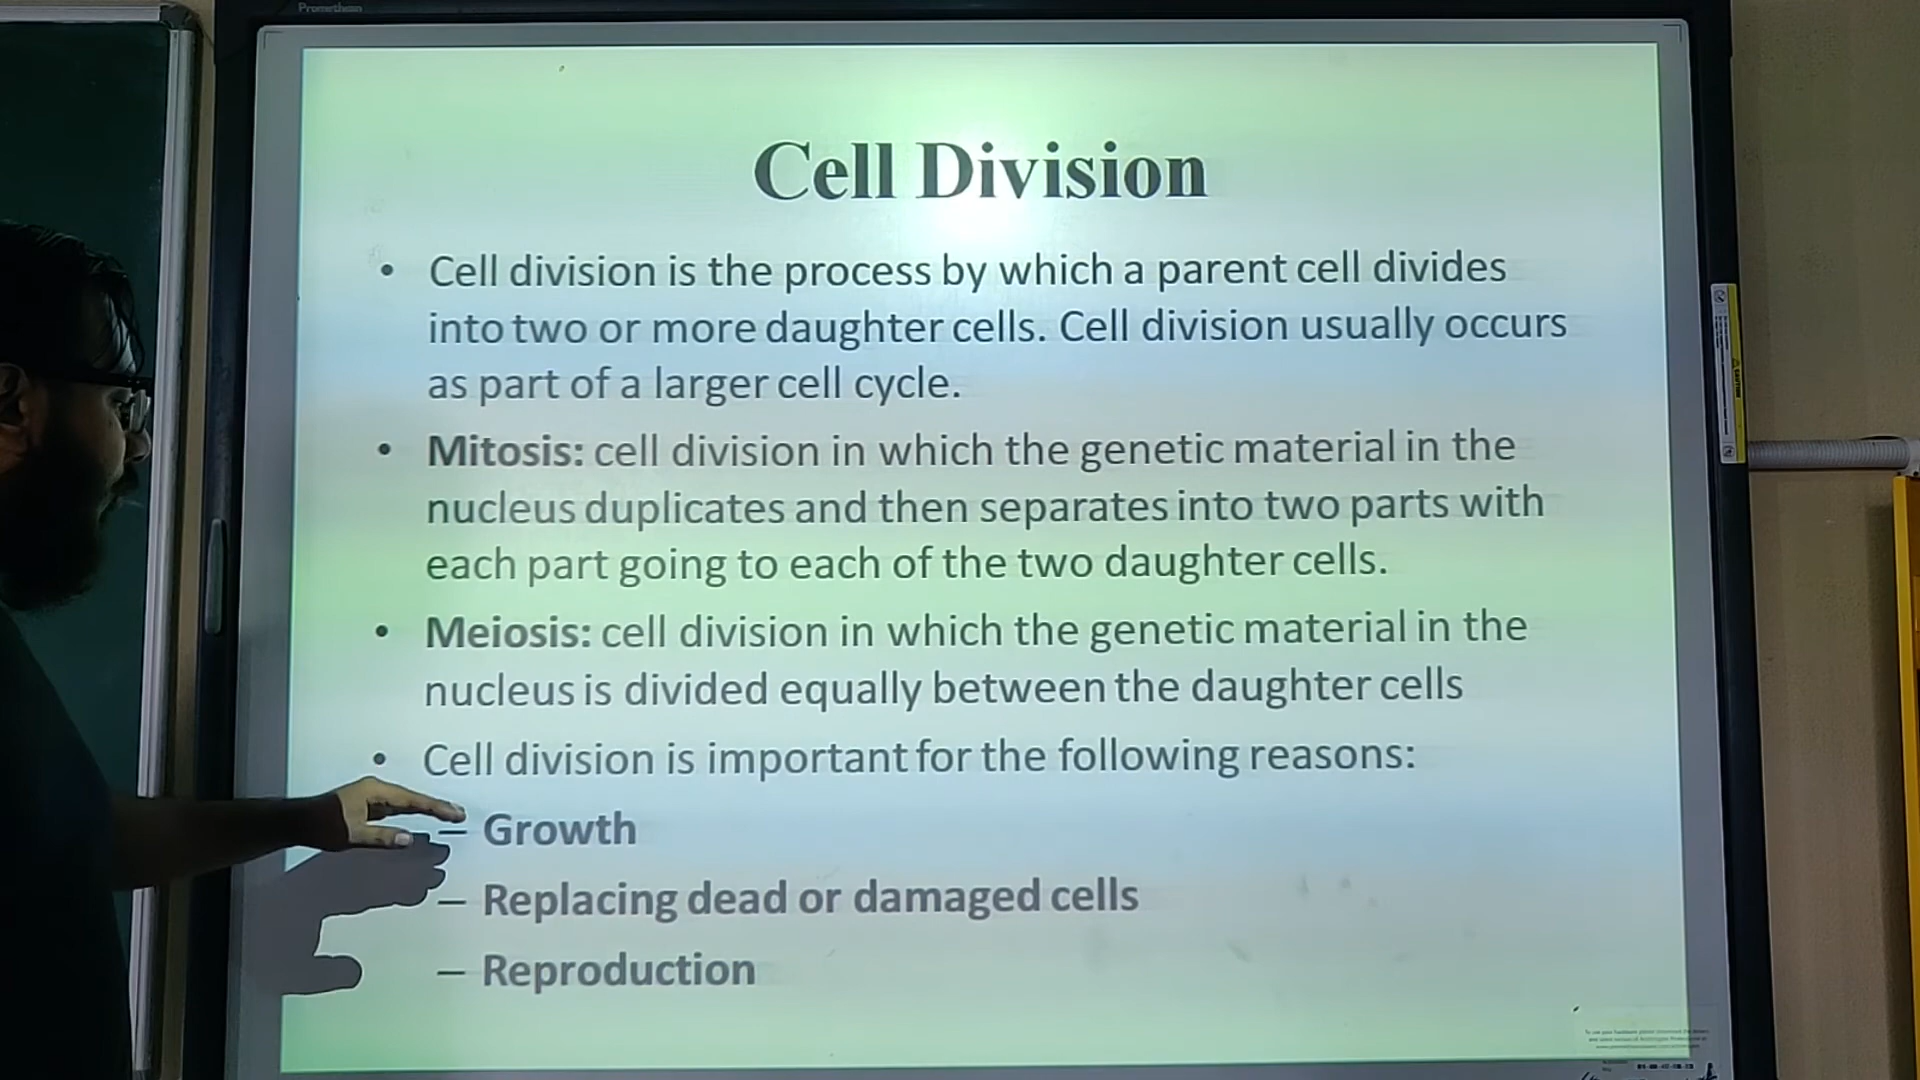 Promethean
Cell Division
• Cell division is the process by which a parent cell divides
into two or more daughter cells. Cell division usually occurs
as part of a larger cell cycle.
• Mitosis: cell division in which the genetic material in the
nucleus duplicates and then separates into two parts with
each part going to each of the two daughter cells.
• Meiosis: cell division in which the genetic material in the
nucleus is divided equally between the daughter cells
• Cell division is important for the following reasons:
– Growth
– Replacing dead or damaged cells
– Reproduction